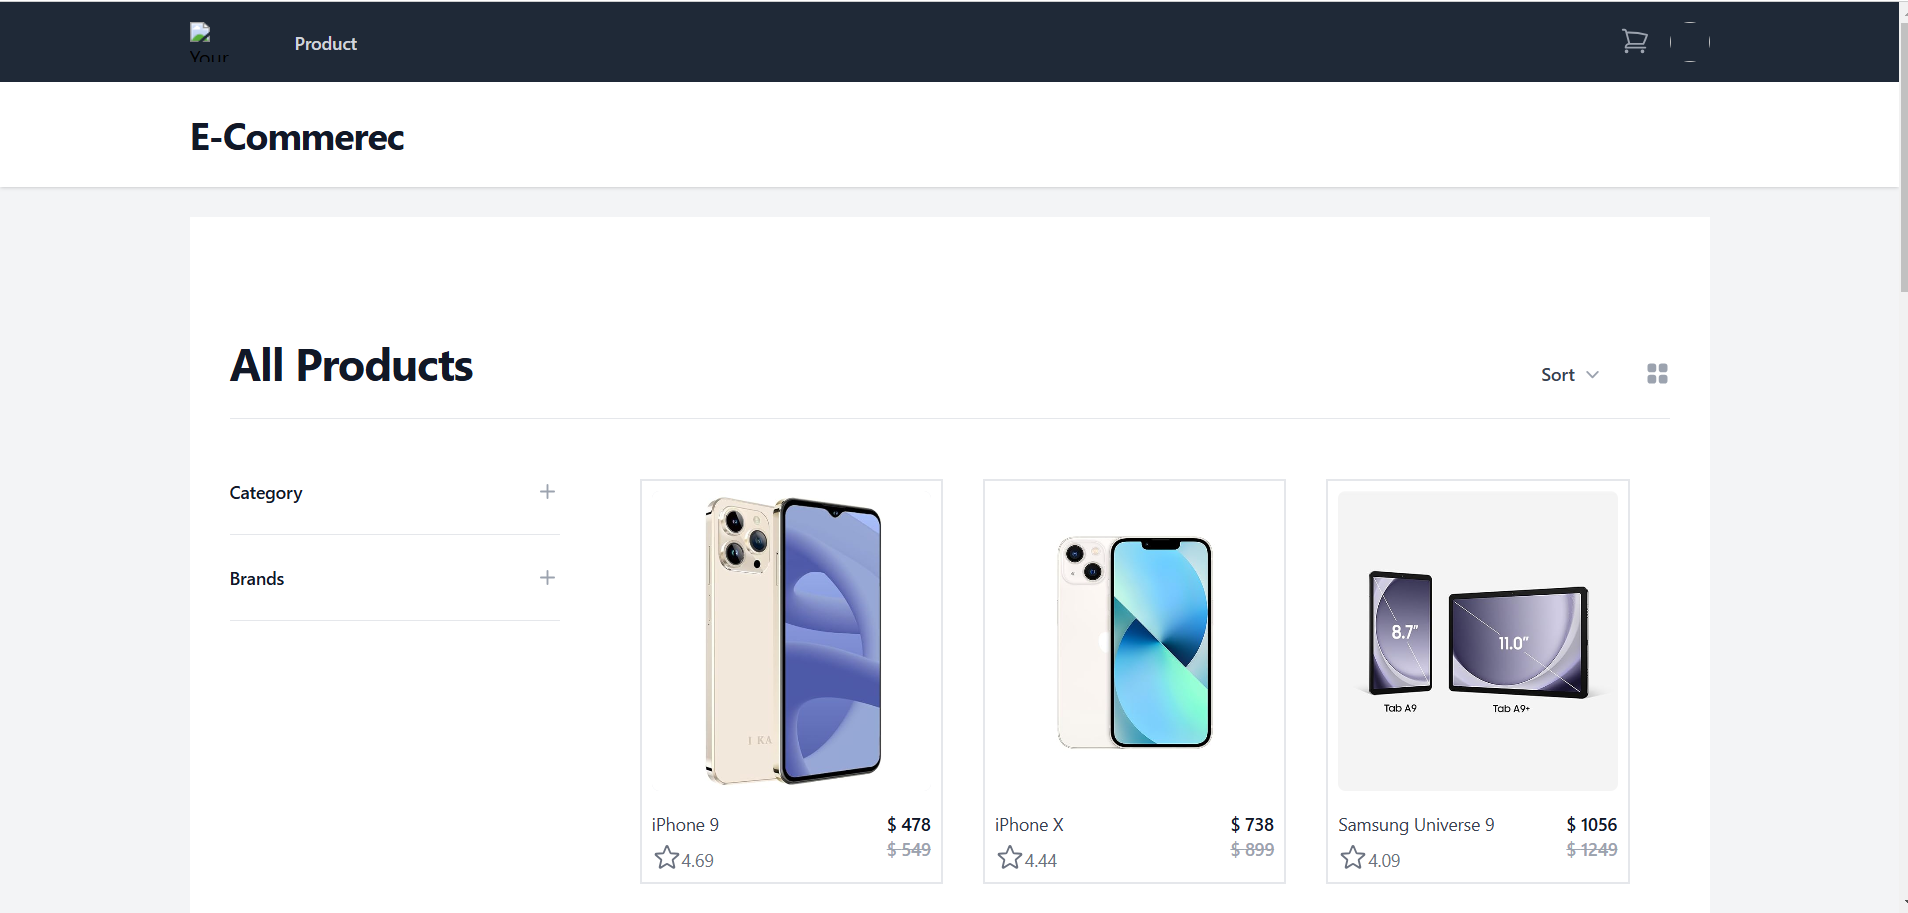 Your
Product
E-Commerec
All Products
Sort
Category
Brands
8.7"
11.0"
Tab A9
Tab A9+
iPhone 9
$ 478
$ 549
4.69
iPhone X
$ 738
$ 899
4.44
Samsung Universe 9
$ 1056
$ 1249
4.09